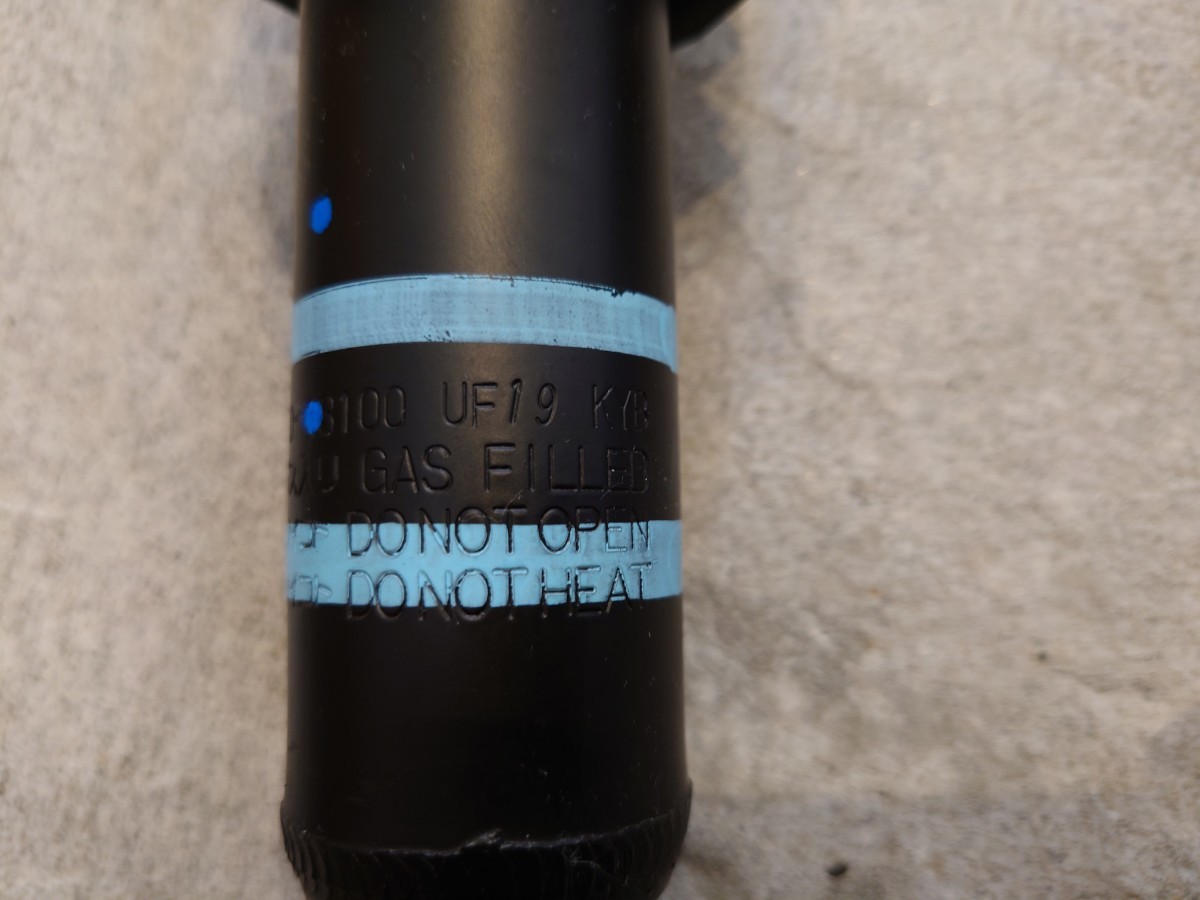 3100 UF19 KYB
GAS FILLED
DO NOT OPEN
DO NOT HEAT